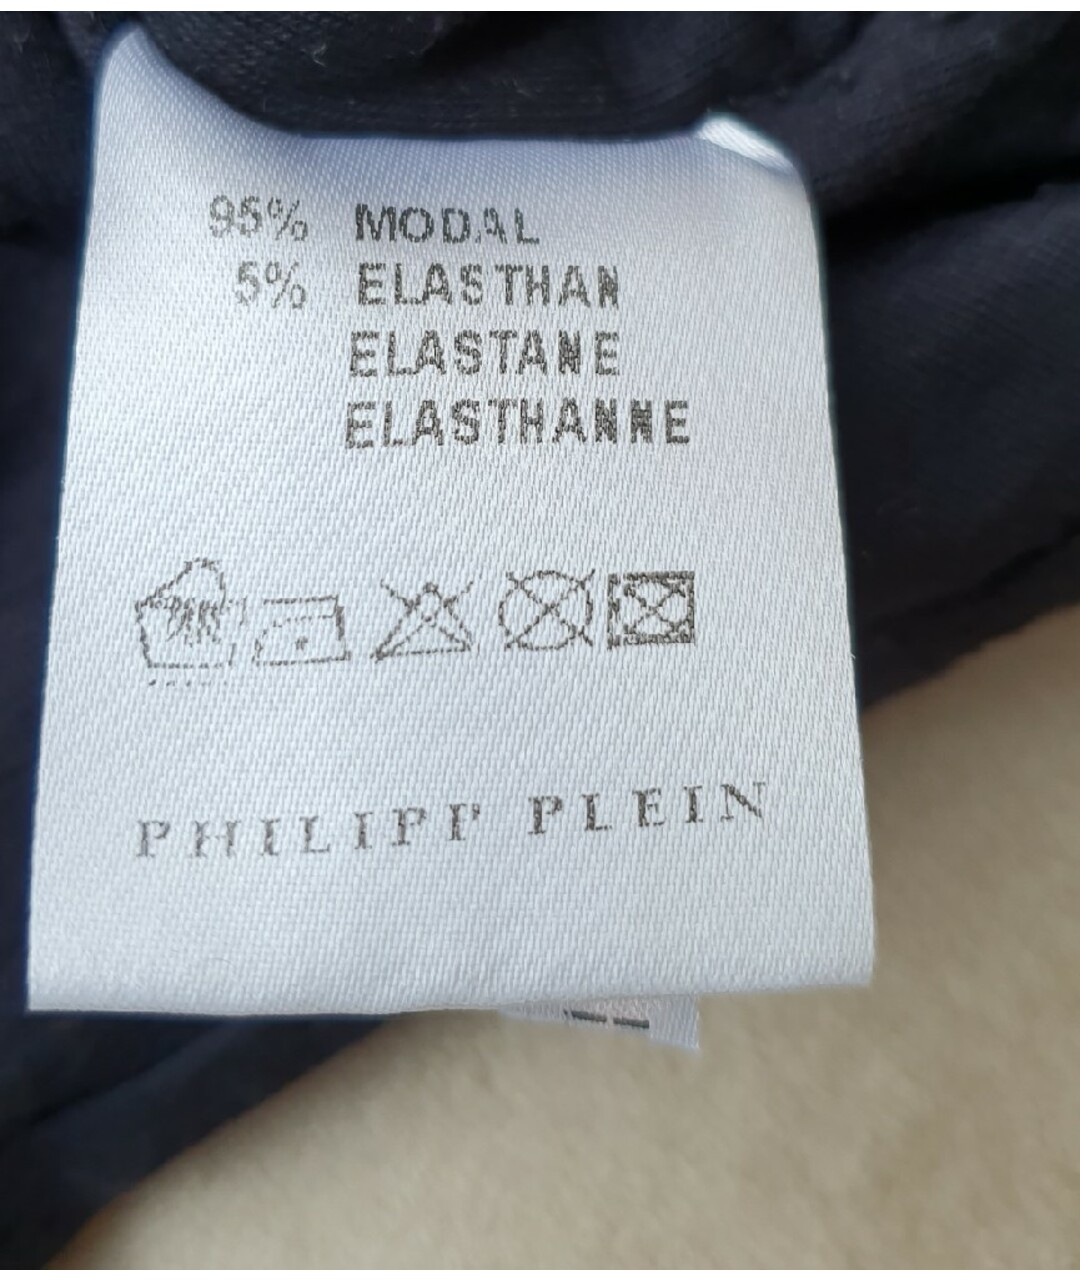 95% MODAL
5% ELASTHAN
ELASTANE
ELASTHANNE
PHILIPP PLEIN